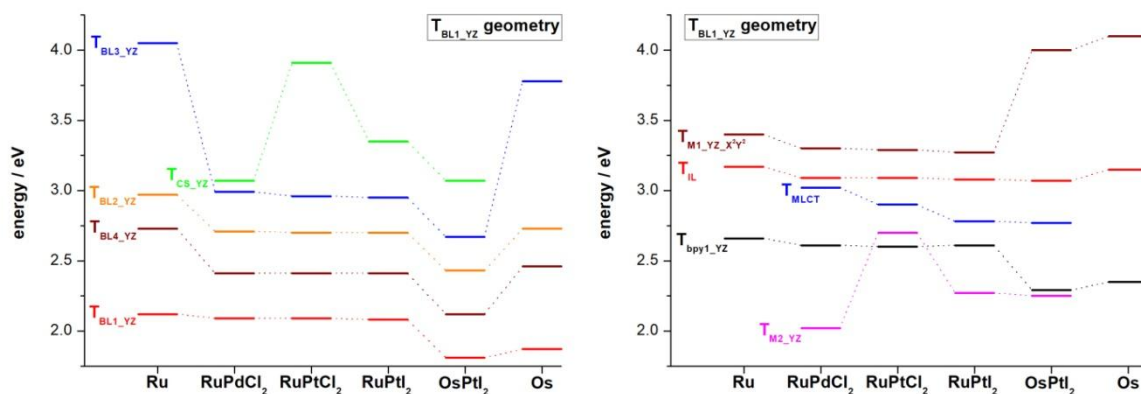 T_BL1_YZ geometry
4.0
3.5
3.0
2.5
2.0
energy / eV
T_BL3_YZ
T_CS_YZ
T_BL2_YZ
T_BL4_YZ
T_BL1_YZ
Ru RuPdCl₂ RuPtCl₂ RuPtI₂ OsPtI₂ Os
T_BL1_YZ geometry
4.0
3.5
3.0
2.5
2.0
energy / eV
T_M1_YZ_X²Y²
T_IL
T_MLCT
T_bpy1_YZ
T_M2_YZ
Ru RuPdCl₂ RuPtCl₂ RuPtI₂ OsPtI₂ Os